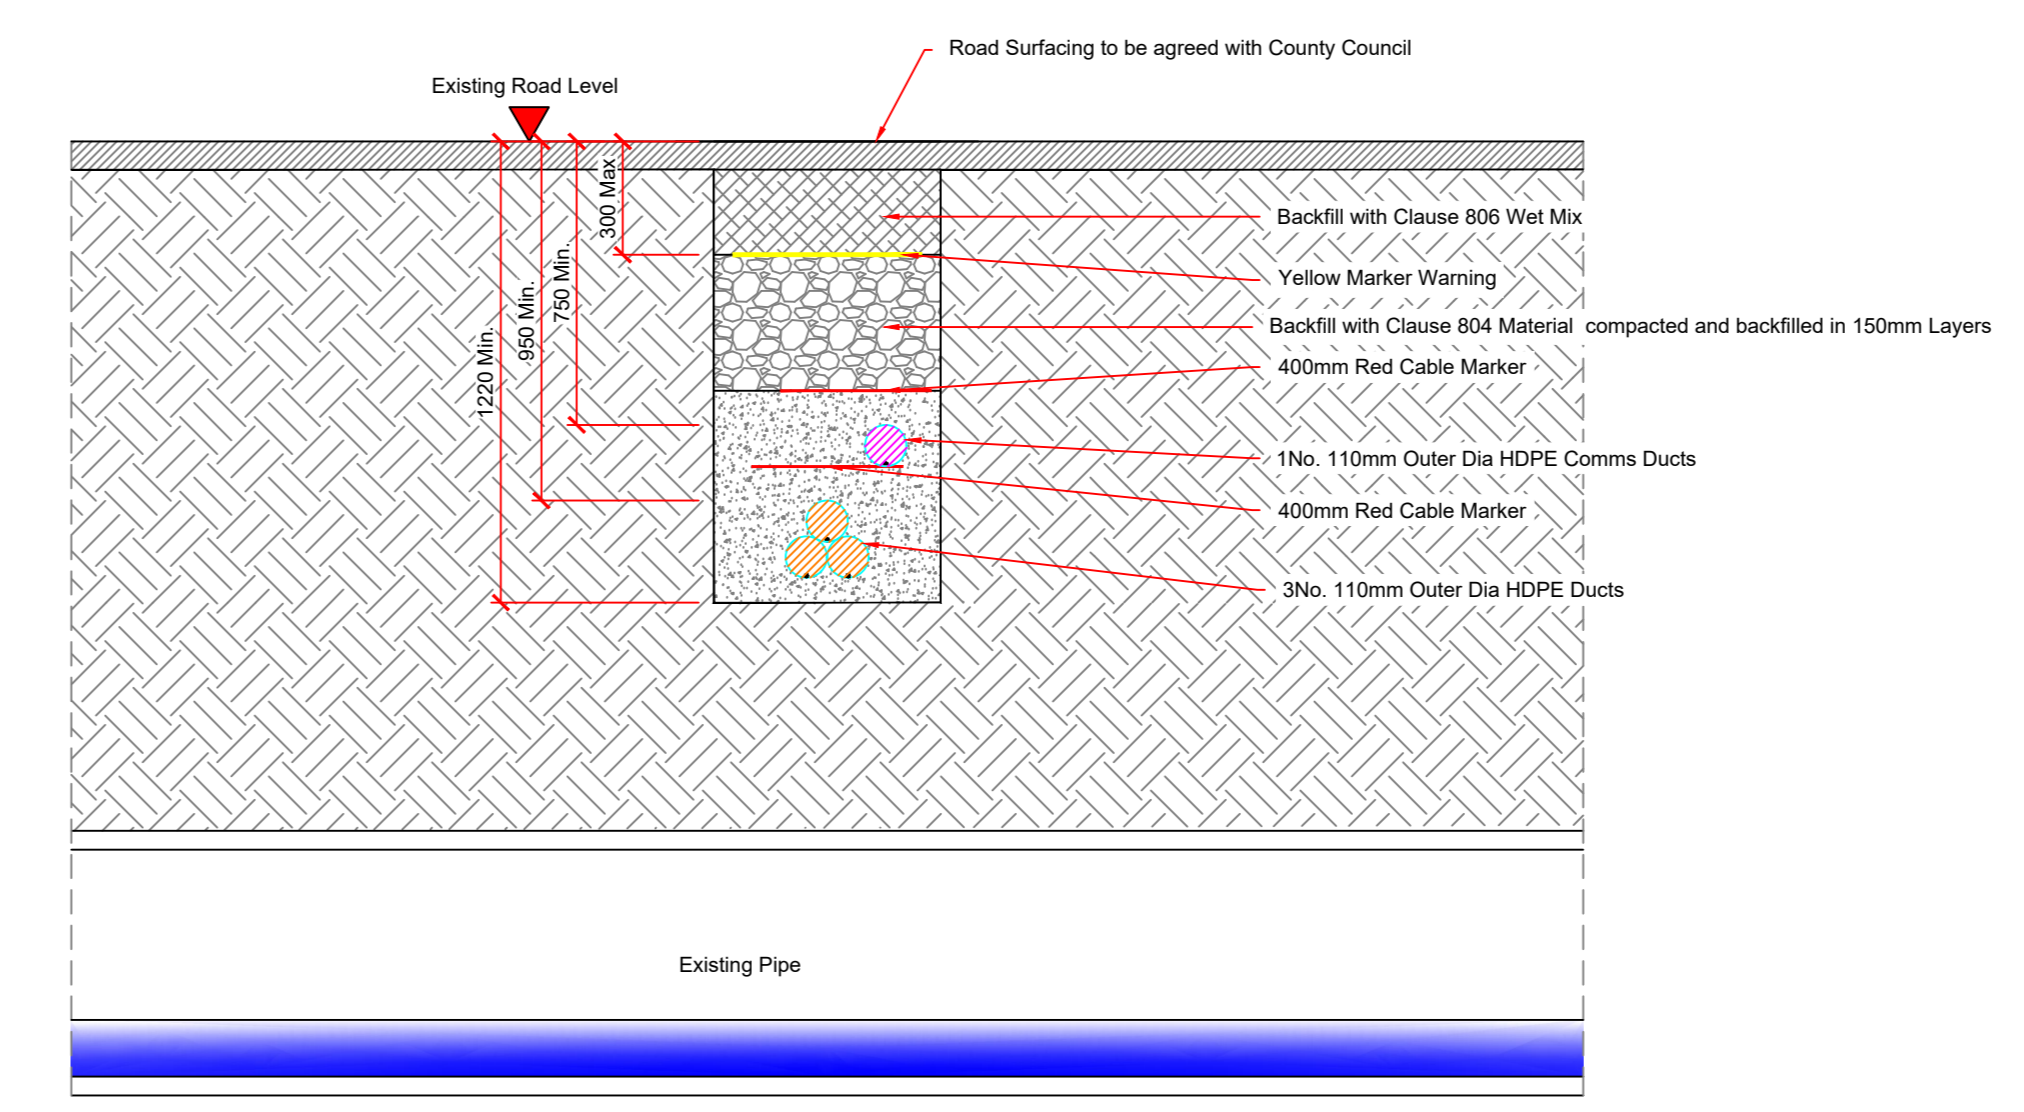 Road Surfacing to be agreed with County Council
Existing Road Level
300 Max
750 Min.
950 Min.
1220 Min.
Backfill with Clause 806 Wet Mix
Yellow Marker Warning
Backfill with Clause 804 Material compacted and backfilled in 150mm Layers
400mm Red Cable Marker
1No. 110mm Outer Dia HDPE Comms Ducts
400mm Red Cable Marker
3No. 110mm Outer Dia HDPE Ducts
Existing Pipe